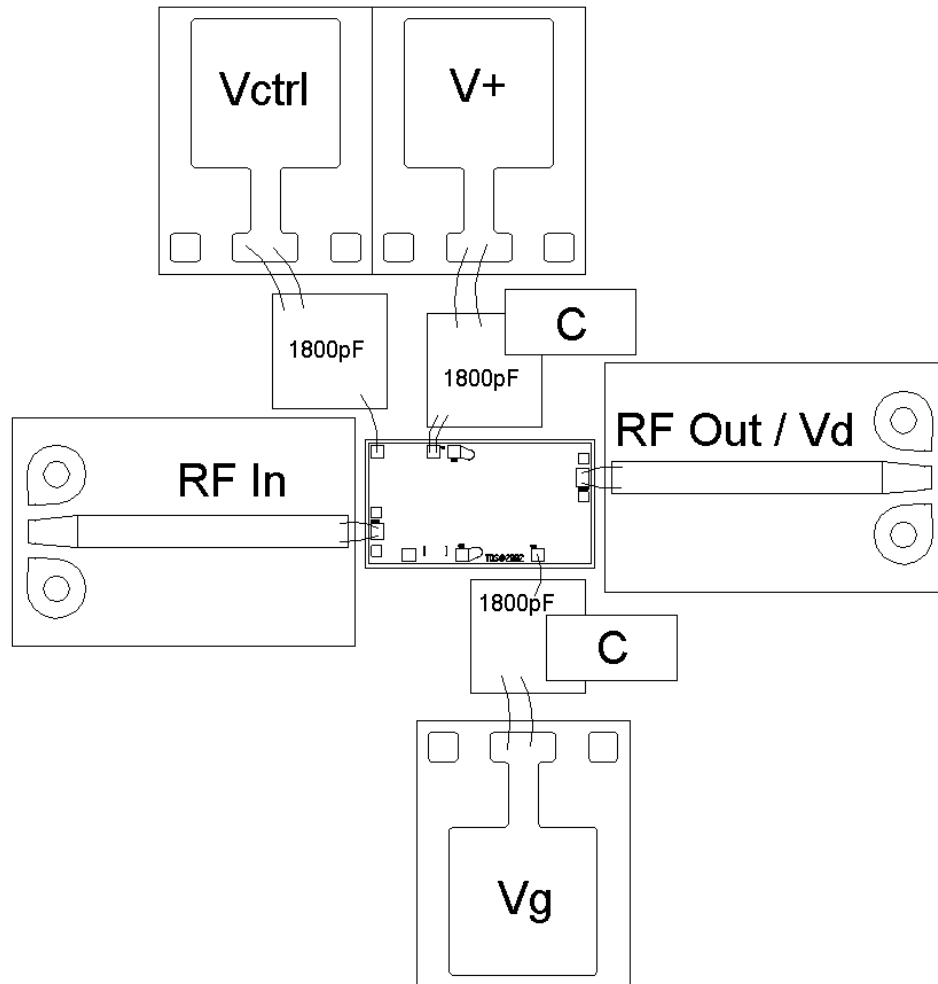 Vctrl
V+
1800pF
1800pF
C
RF In
RF Out / Vd
1800pF
C
Vg